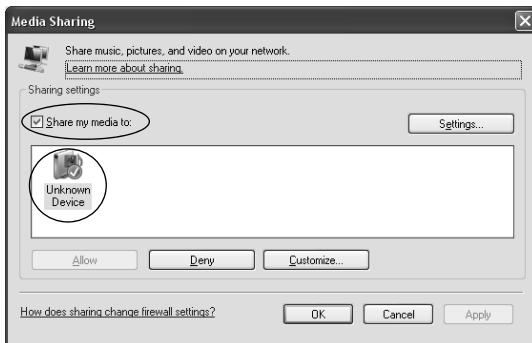 Media Sharing
Share music, pictures, and video on your network.
Learn more about sharing.
Sharing settings
Share my media to:
Settings...
Unknown
Device
Allow
Deny
Customize...
How does sharing change firewall settings?
OK
Cancel
Apply